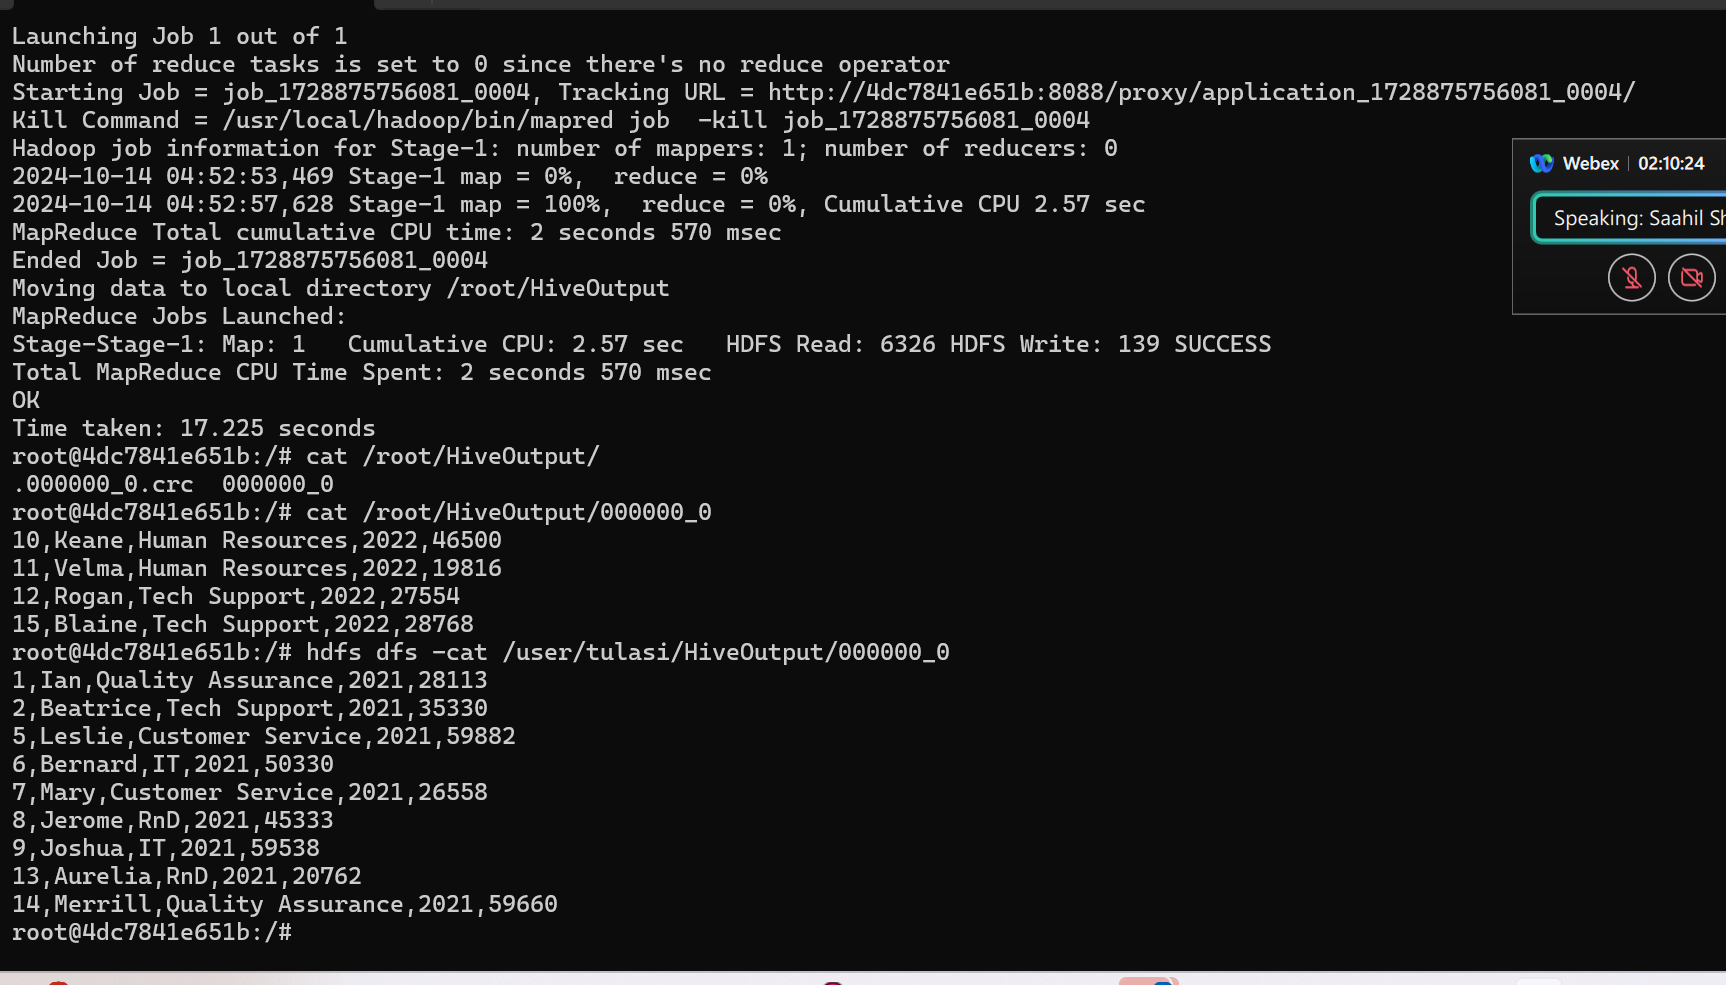 Launching Job 1 out of 1
Number of reduce tasks is set to 0 since there's no reduce operator
Starting Job = job_1728875756081_0004, Tracking URL = http://4dc7841e651b:8088/proxy/application_1728875756081_0004/
Kill Command = /usr/local/hadoop/bin/mapred job  -kill job_1728875756081_0004
Hadoop job information for Stage-1: number of mappers: 1; number of reducers: 0
2024-10-14 04:52:53,469 Stage-1 map = 0%,  reduce = 0%
2024-10-14 04:52:57,628 Stage-1 map = 100%,  reduce = 0%, Cumulative CPU 2.57 sec
MapReduce Total cumulative CPU time: 2 seconds 570 msec
Ended Job = job_1728875756081_0004
Moving data to local directory /root/HiveOutput
MapReduce Jobs Launched:
Stage-Stage-1: Map: 1   Cumulative CPU: 2.57 sec   HDFS Read: 6326 HDFS Write: 139 SUCCESS
Total MapReduce CPU Time Spent: 2 seconds 570 msec
OK
Time taken: 17.225 seconds
root@4dc7841e651b:/# cat /root/HiveOutput/
.000000_0.crc  000000_0
root@4dc7841e651b:/# cat /root/HiveOutput/000000_0
10,Keane,Human Resources,2022,46500
11,Velma,Human Resources,2022,19816
12,Rogan,Tech Support,2022,27554
15,Blaine,Tech Support,2022,28768
root@4dc7841e651b:/# hdfs dfs -cat /user/tulasi/HiveOutput/000000_0
1,Ian,Quality Assurance,2021,28113
2,Beatrice,Tech Support,2021,35330
5,Leslie,Customer Service,2021,59882
6,Bernard,IT,2021,50330
7,Mary,Customer Service,2021,26558
8,Jerome,RnD,2021,45333
9,Joshua,IT,2021,59538
13,Aurelia,RnD,2021,20762
14,Merrill,Quality Assurance,2021,59660
root@4dc7841e651b:/#
Webex | 02:10:24
Speaking: Saahil